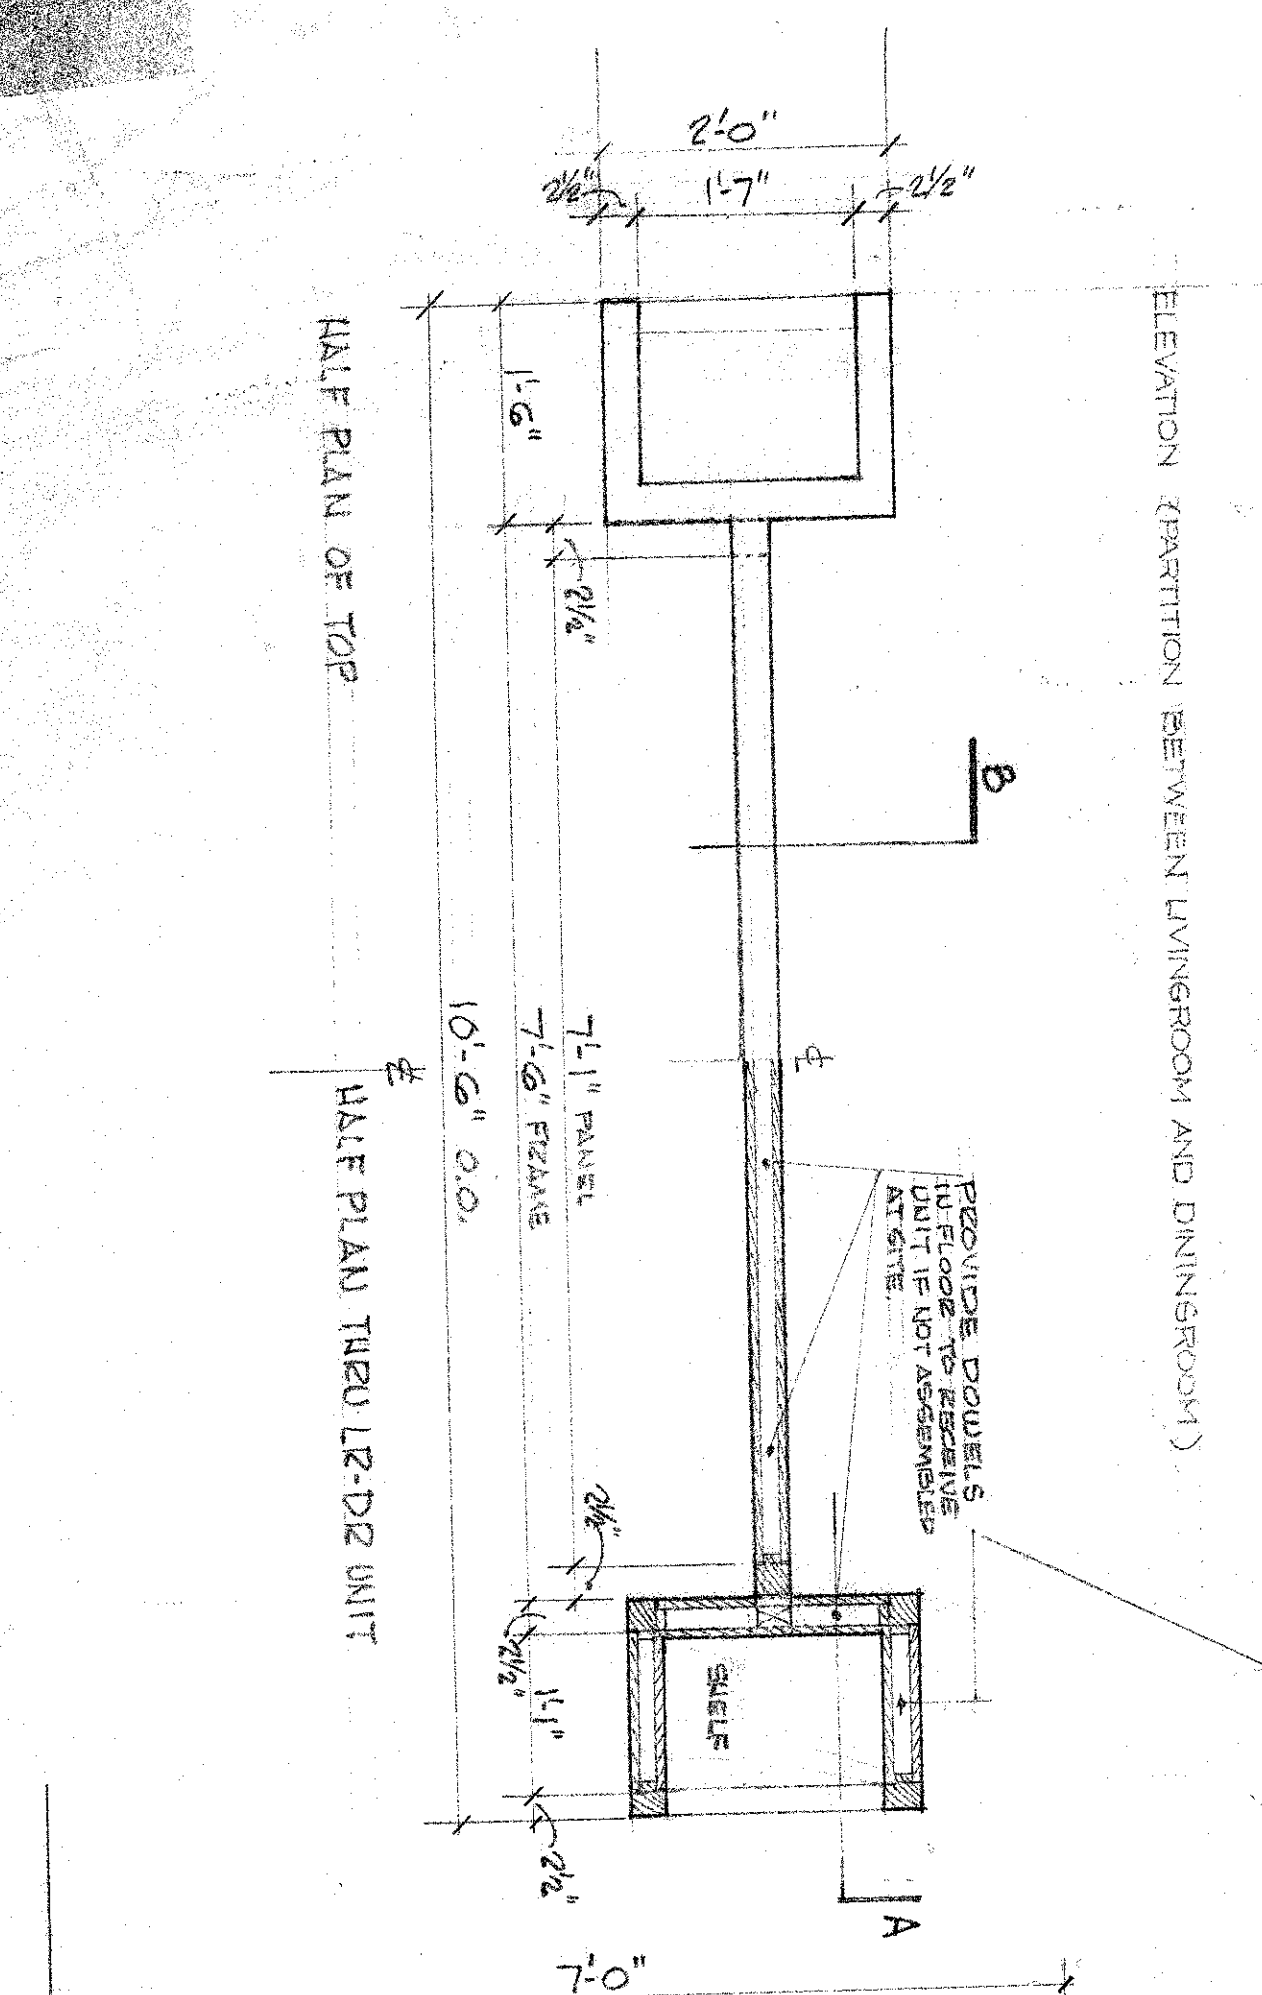 ELEVATION (PARTITION BETWEEN LIVINGROOM AND DININGROOM)
B
A
PROVIDE DOWELS
IN FLOOR TO RECEIVE
UNIT IF NOT ASSEMBLED
AT SITE.
2'-0"
2½"
1'-7"
2½"
SHELF
2½"
2½"
7'-1" PANEL
1'-6"
7'-6" FRAME
2½"
1'-1"
2½"
10'-6" O.O.
HALF PLAN OF TOP
HALF PLAN THRU LR-DR UNIT
7'-0"